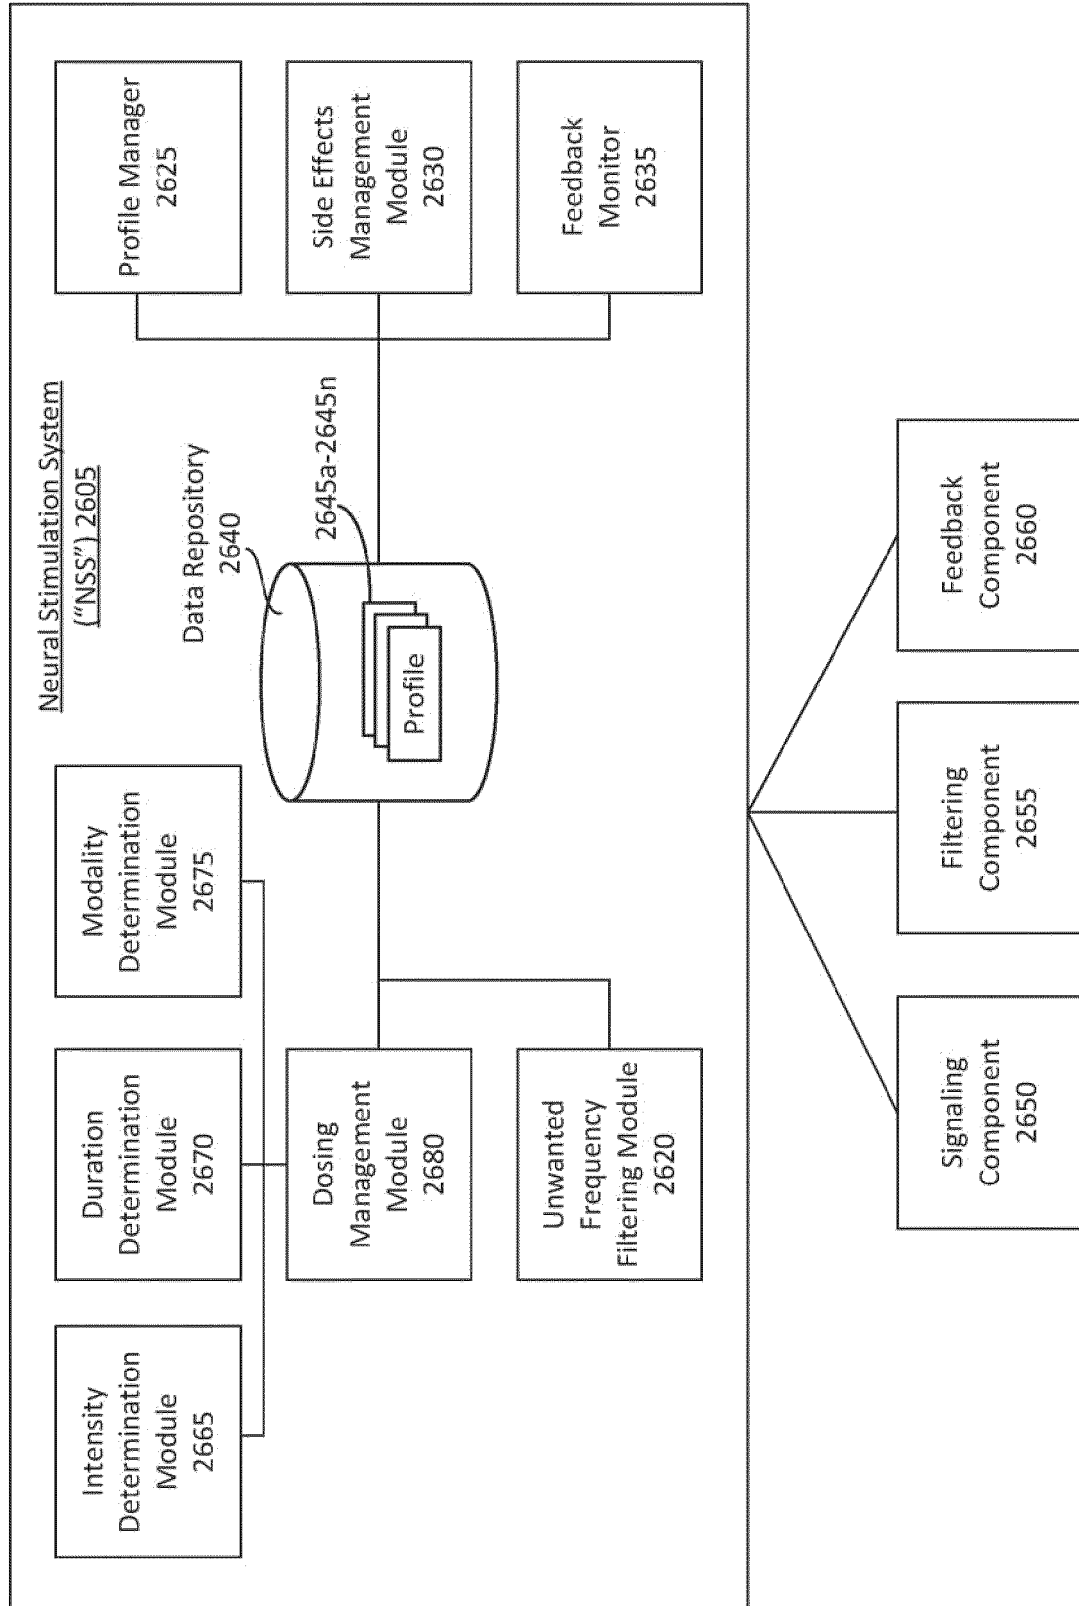 Neural Stimulation System
("NSS") 2605
Intensity
Determination
Module
2665
Duration
Determination
Module
2670
Modality
Determination
Module
2675
Profile Manager
2625
Data Repository
2640
2645a-2645n
Profile
Dosing
Management
Module
2680
Side Effects
Management
Module
2630
Unwanted
Frequency
Filtering Module
2620
Feedback
Monitor
2635
Signaling
Component
2650
Filtering
Component
2655
Feedback
Component
2660